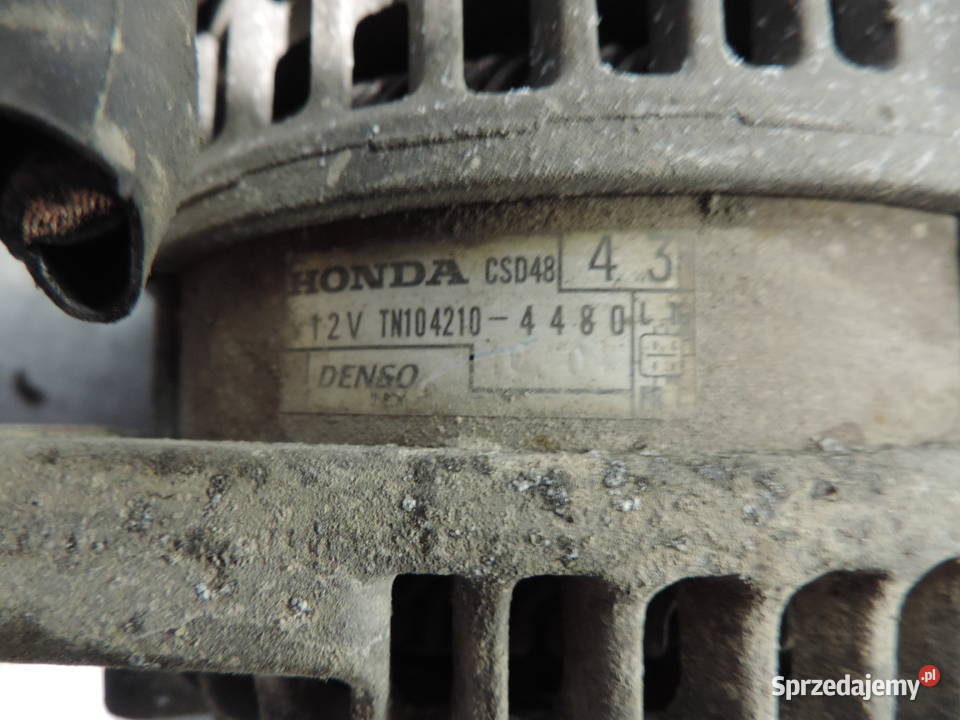 HONDA CSD48 4 3
12V TN104210-4480
DENSO
Sprzedajemy.pl